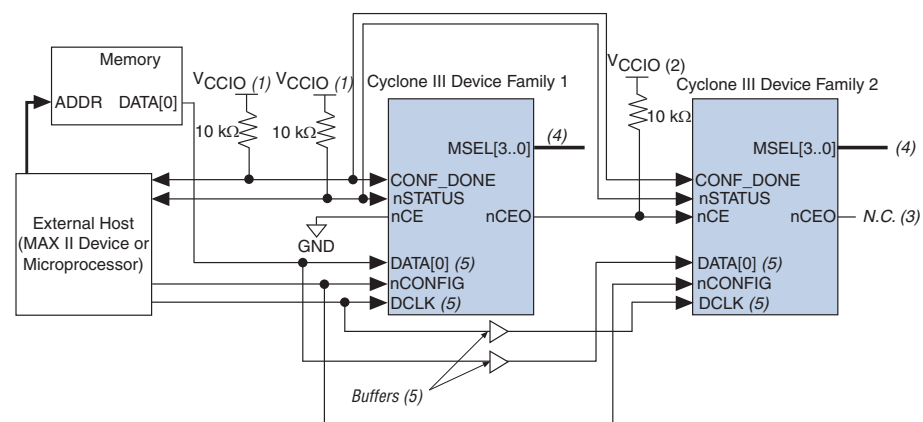 Memory
ADDR DATA[0]
VCCIO (1)
VCCIO (1)
10 kΩ
10 kΩ
Cyclone III Device Family 1
MSEL[3..0]
(4)
CONF_DONE
nSTATUS
nCE
nCEO
GND
DATA[0] (5)
nCONFIG
DCLK (5)
External Host
(MAX II Device or
Microprocessor)
VCCIO (2)
10 kΩ
Cyclone III Device Family 2
MSEL[3..0]
(4)
CONF_DONE
nSTATUS
nCE
nCEO
N.C. (3)
DATA[0] (5)
nCONFIG
DCLK (5)
Buffers (5)